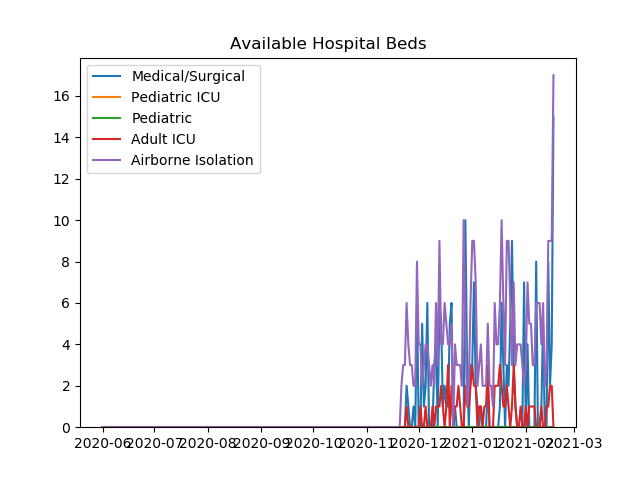 Available Hospital Beds
Medical/Surgical
Pediatric ICU
Pediatric
Adult ICU
Airborne Isolation
16
14
12
10
8
6
4
2
0
2020-06 2020-07 2020-08 2020-09 2020-10 2020-11 2020-12 2021-01 2021-02 2021-03